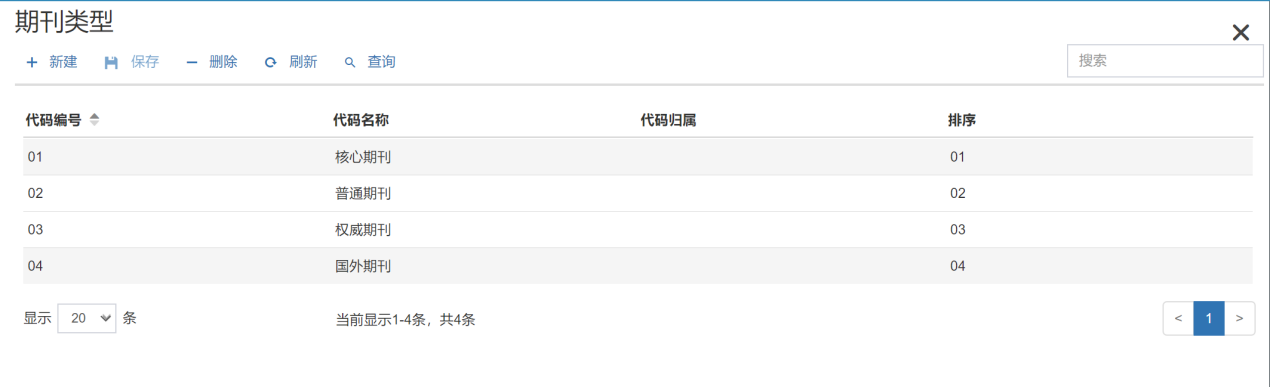 期刊类型
新建 保存 删除 刷新 查询 搜索
代码编号 代码名称 代码归属 排序
01 核心期刊 01
02 普通期刊 02
03 权威期刊 03
04 国外期刊 04
显示 20 条 当前显示1-4条，共4条 < 1 >